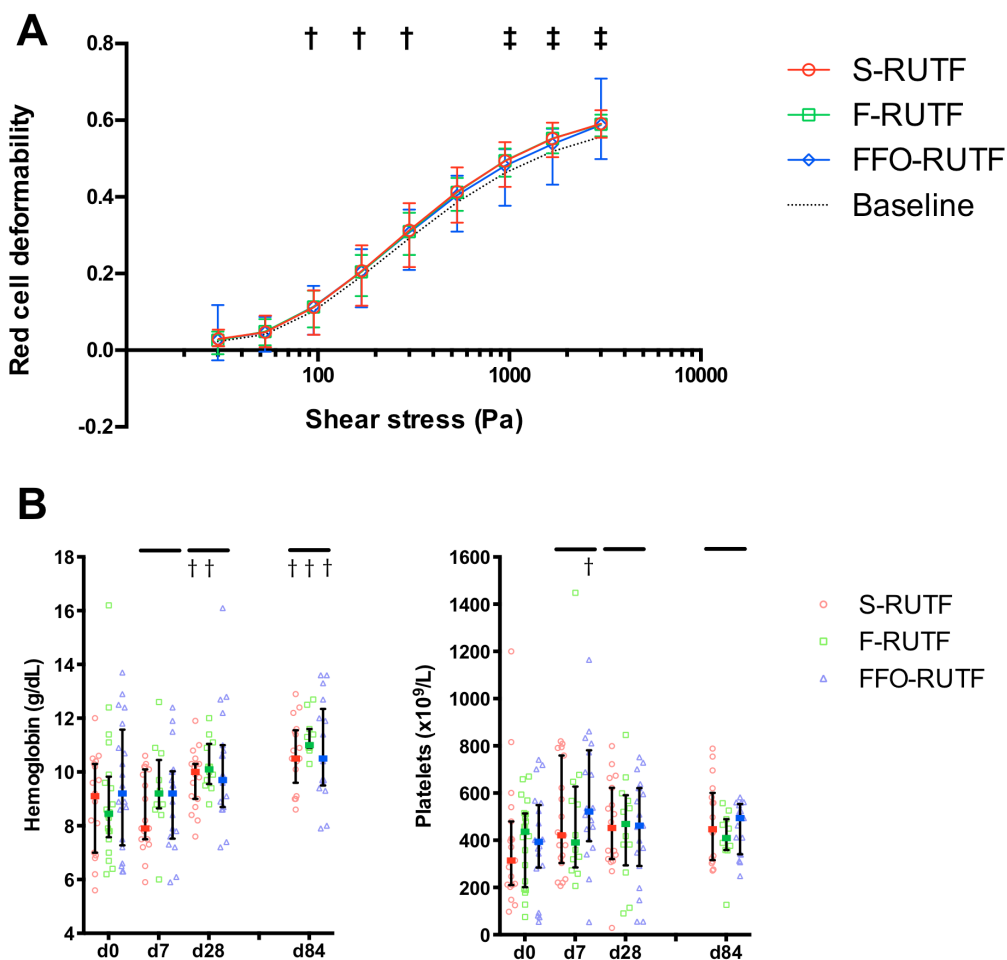 A
† † † ‡ ‡ ‡
0.8
0.6
0.4
0.2
0.0
-0.2
Red cell deformability
100 1000 10000
Shear stress (Pa)
S-RUTF
F-RUTF
FFO-RUTF
Baseline
B
18
16
14
12
10
8
6
4
Hemoglobin (g/dL)
† † † † †
d0 d7 d28 d84
1600
1400
1200
1000
800
600
400
200
0
Platelets (x10⁹/L)
†
d0 d7 d28 d84
S-RUTF
F-RUTF
FFO-RUTF